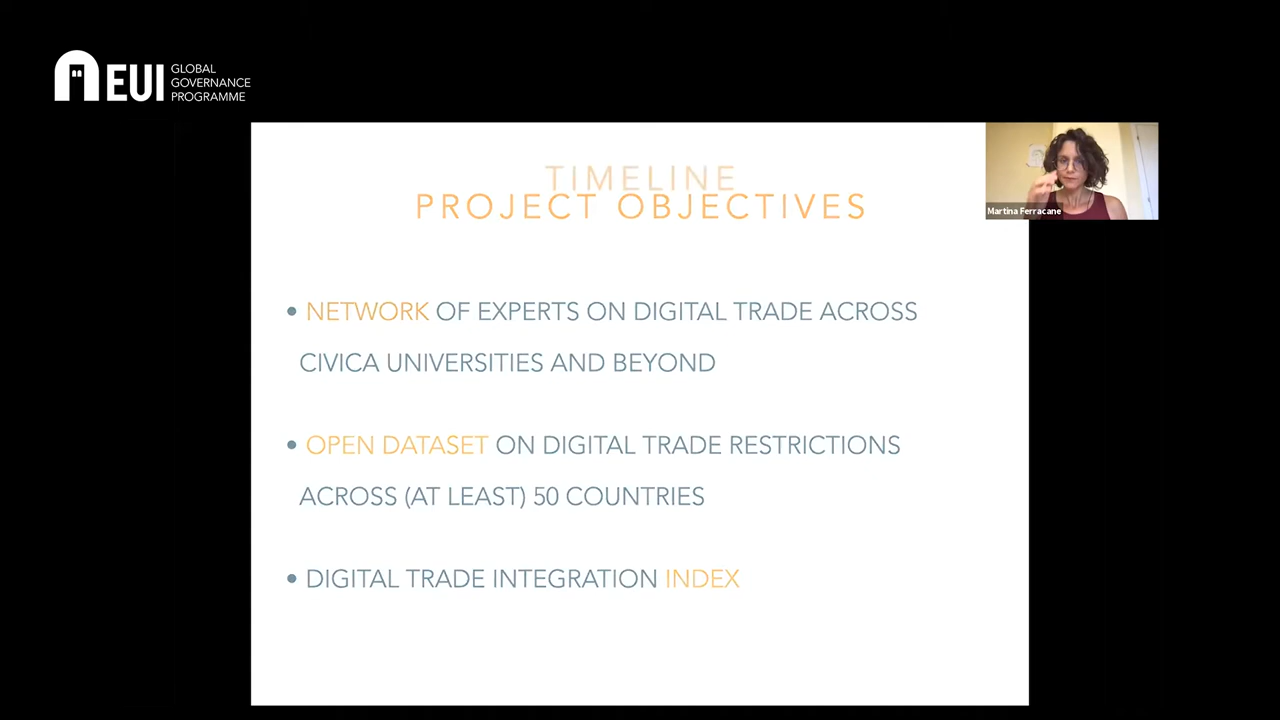 EUI
GLOBAL
GOVERNANCE
PROGRAMME
TIMELINE
PROJECT OBJECTIVES
Martina Ferracane
• NETWORK OF EXPERTS ON DIGITAL TRADE ACROSS
CIVICA UNIVERSITIES AND BEYOND
• OPEN DATASET ON DIGITAL TRADE RESTRICTIONS
ACROSS (AT LEAST) 50 COUNTRIES
• DIGITAL TRADE INTEGRATION INDEX